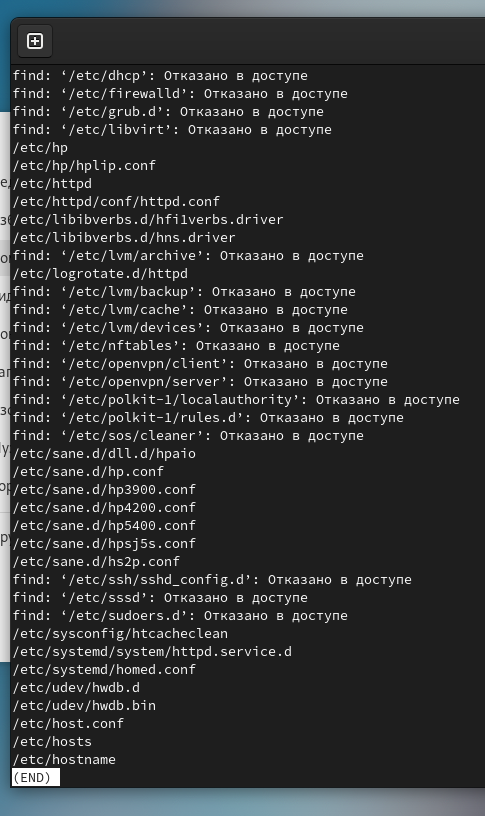 find: ‘/etc/dhcp’: Отказано в доступе
find: ‘/etc/firewalld’: Отказано в доступе
find: ‘/etc/grub.d’: Отказано в доступе
find: ‘/etc/libvirt’: Отказано в доступе
/etc/hp
/etc/hp/hplip.conf
/etc/httpd
/etc/httpd/conf/httpd.conf
/etc/libibverbs.d/hfi1verbs.driver
/etc/libibverbs.d/hns.driver
find: ‘/etc/lvm/archive’: Отказано в доступе
/etc/logrotate.d/httpd
find: ‘/etc/lvm/backup’: Отказано в доступе
find: ‘/etc/lvm/cache’: Отказано в доступе
find: ‘/etc/lvm/devices’: Отказано в доступе
find: ‘/etc/nftables’: Отказано в доступе
find: ‘/etc/openvpn/client’: Отказано в доступе
find: ‘/etc/openvpn/server’: Отказано в доступе
find: ‘/etc/polkit-1/localauthority’: Отказано в доступе
find: ‘/etc/polkit-1/rules.d’: Отказано в доступе
find: ‘/etc/sos/cleaner’: Отказано в доступе
/etc/sane.d/dll.d/hpaio
/etc/sane.d/hp.conf
/etc/sane.d/hp3900.conf
/etc/sane.d/hp4200.conf
/etc/sane.d/hp5400.conf
/etc/sane.d/hpsj5s.conf
/etc/sane.d/hs2p.conf
find: ‘/etc/ssh/sshd_config.d’: Отказано в доступе
find: ‘/etc/sssd’: Отказано в доступе
find: ‘/etc/sudoers.d’: Отказано в доступе
/etc/sysconfig/htcacheclean
/etc/systemd/system/httpd.service.d
/etc/systemd/homed.conf
/etc/udev/hwdb.d
/etc/udev/hwdb.bin
/etc/host.conf
/etc/hosts
/etc/hostname
(END)